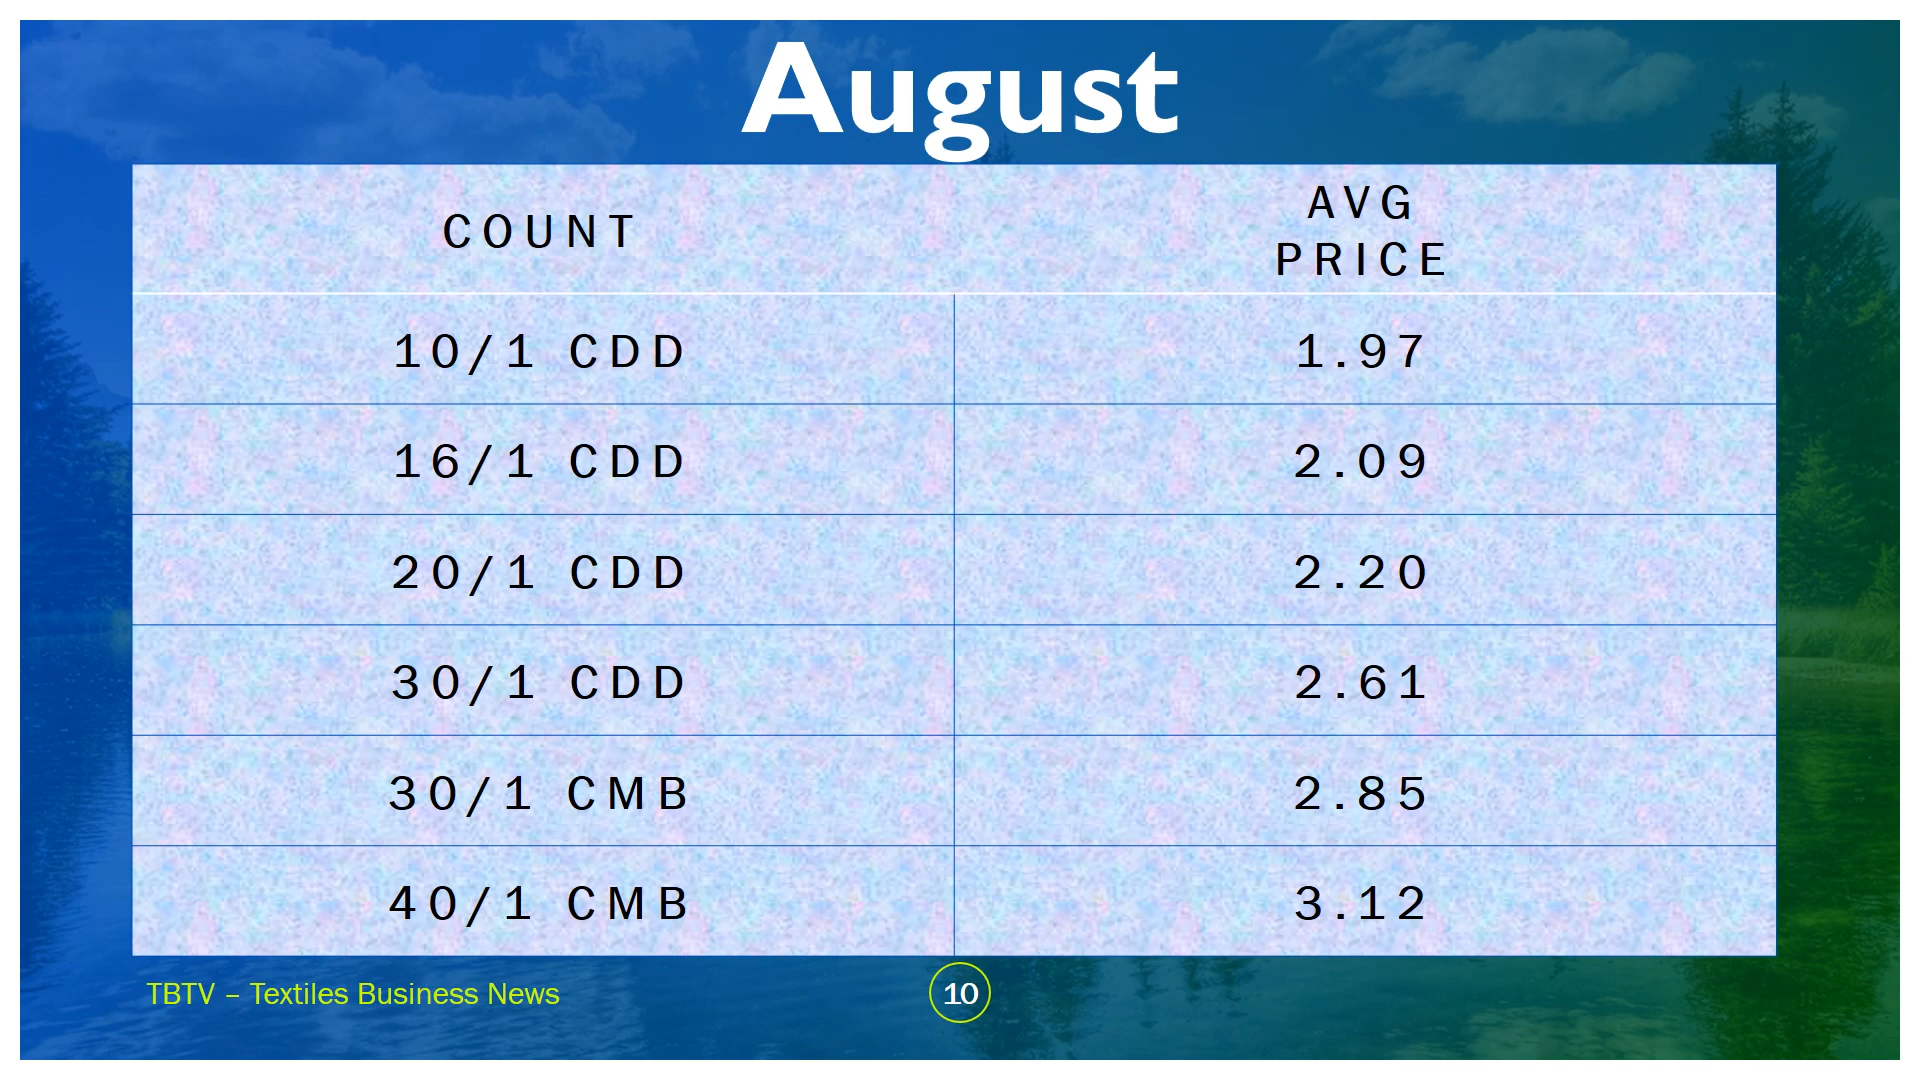 August
COUNT
AVG
PRICE
10/1 CDD 1.97
16/1 CDD 2.09
20/1 CDD 2.20
30/1 CDD 2.61
30/1 CMB 2.85
40/1 CMB 3.12
TBTV – Textiles Business News
10